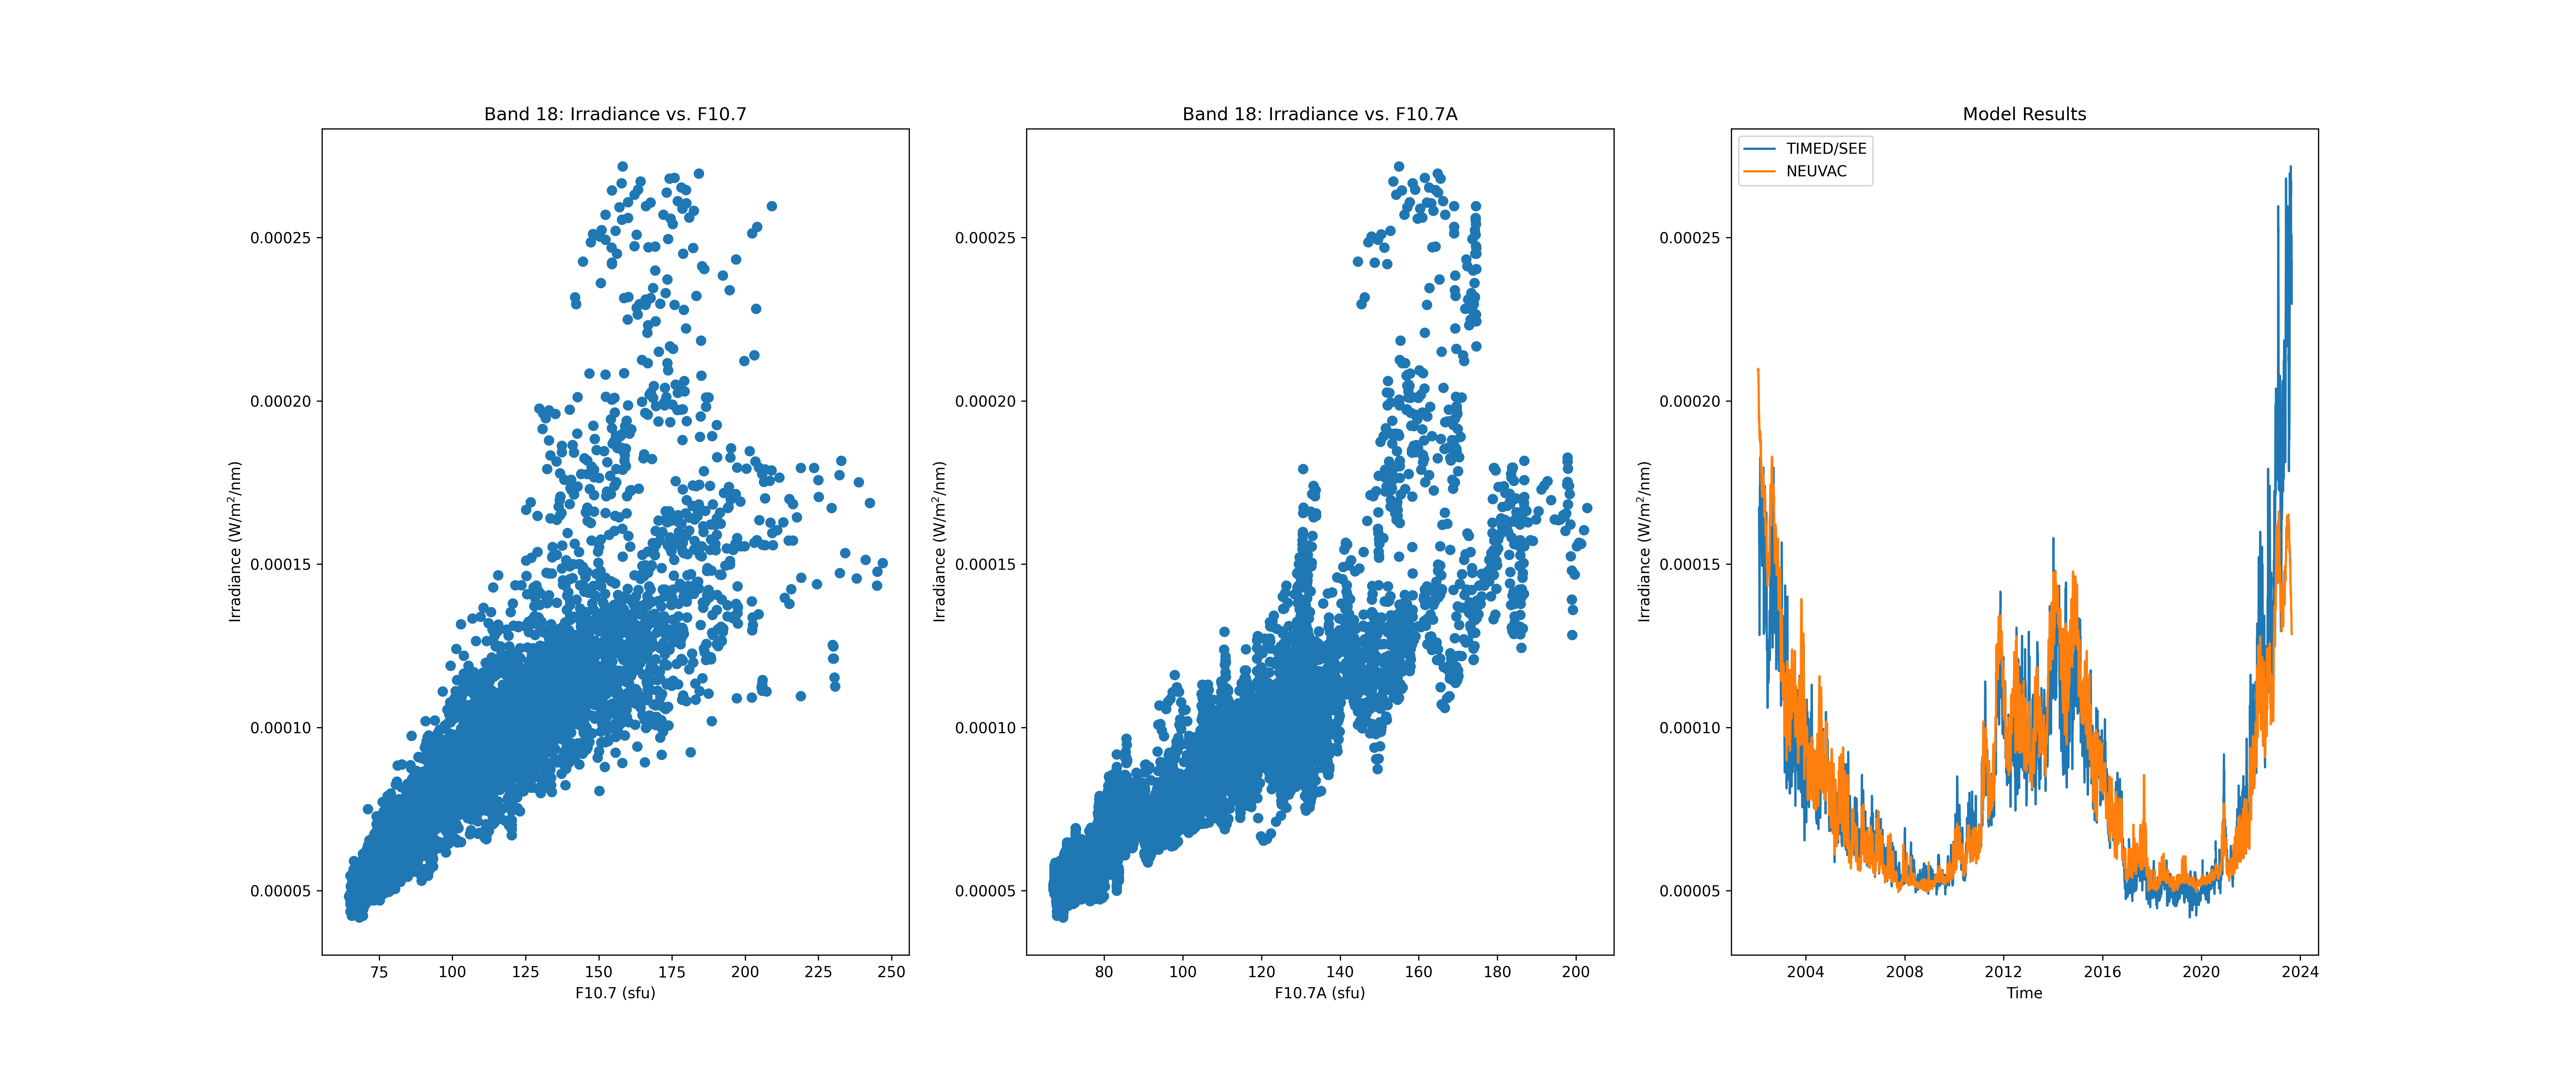 Band 18: Irradiance vs. F10.7
Irradiance (W/m²/nm)
0.00025
0.00020
0.00015
0.00010
0.00005
75 100 125 150 175 200 225 250
F10.7 (sfu)
Band 18: Irradiance vs. F10.7A
Irradiance (W/m²/nm)
0.00025
0.00020
0.00015
0.00010
0.00005
80 100 120 140 160 180 200
F10.7A (sfu)
Model Results
TIMED/SEE
NEUVAC
Irradiance (W/m²/nm)
0.00025
0.00020
0.00015
0.00010
0.00005
2004 2008 2012 2016 2020 2024
Time